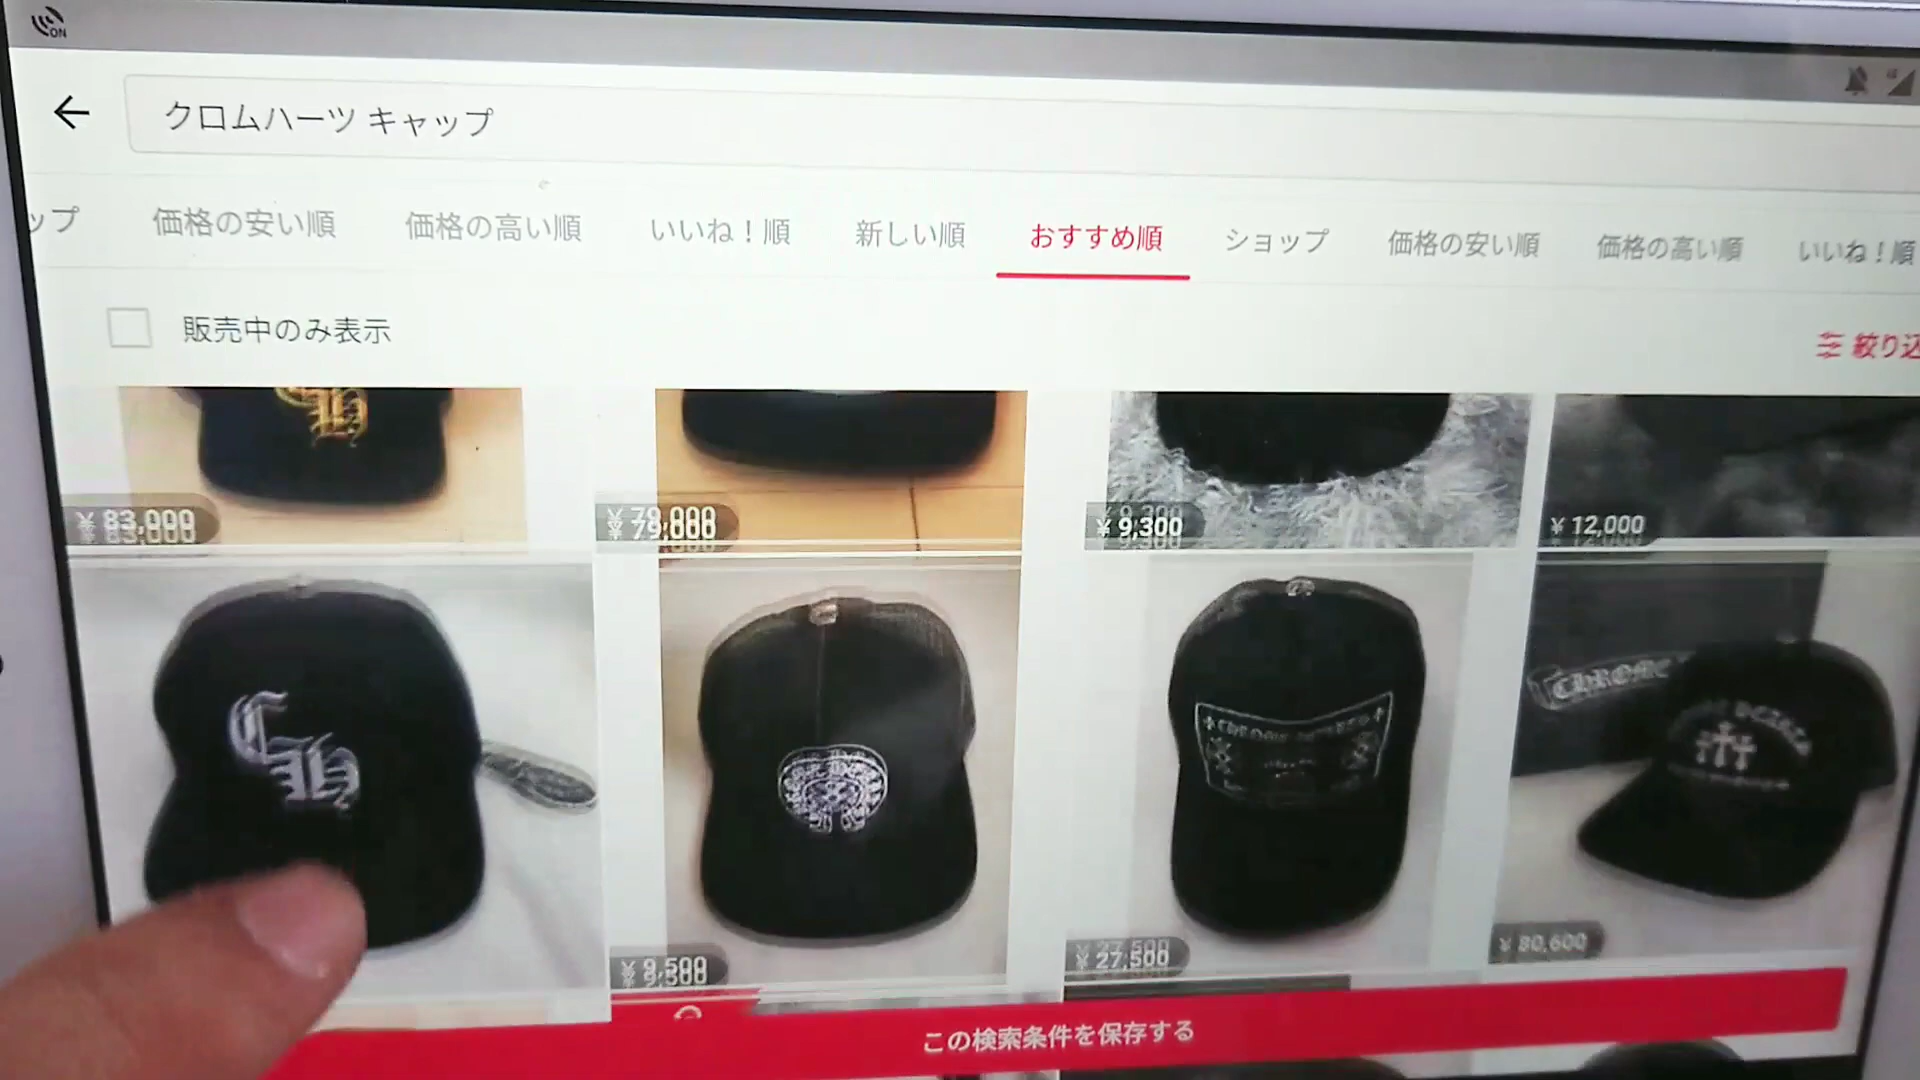 ON
クロムハーツ キャップ
ップ 価格の安い順 価格の高い順 いいね！順 新しい順 おすすめ順 ショップ 価格の安い順 価格の高い順 いいね！順
販売中のみ表示
絞り込
¥ 83,000 ¥ 79,000 ¥ 9,300 ¥ 12,000
CH
CHROME
¥ 9,500 ¥ 27,500 ¥ 80,600
この検索条件を保存する